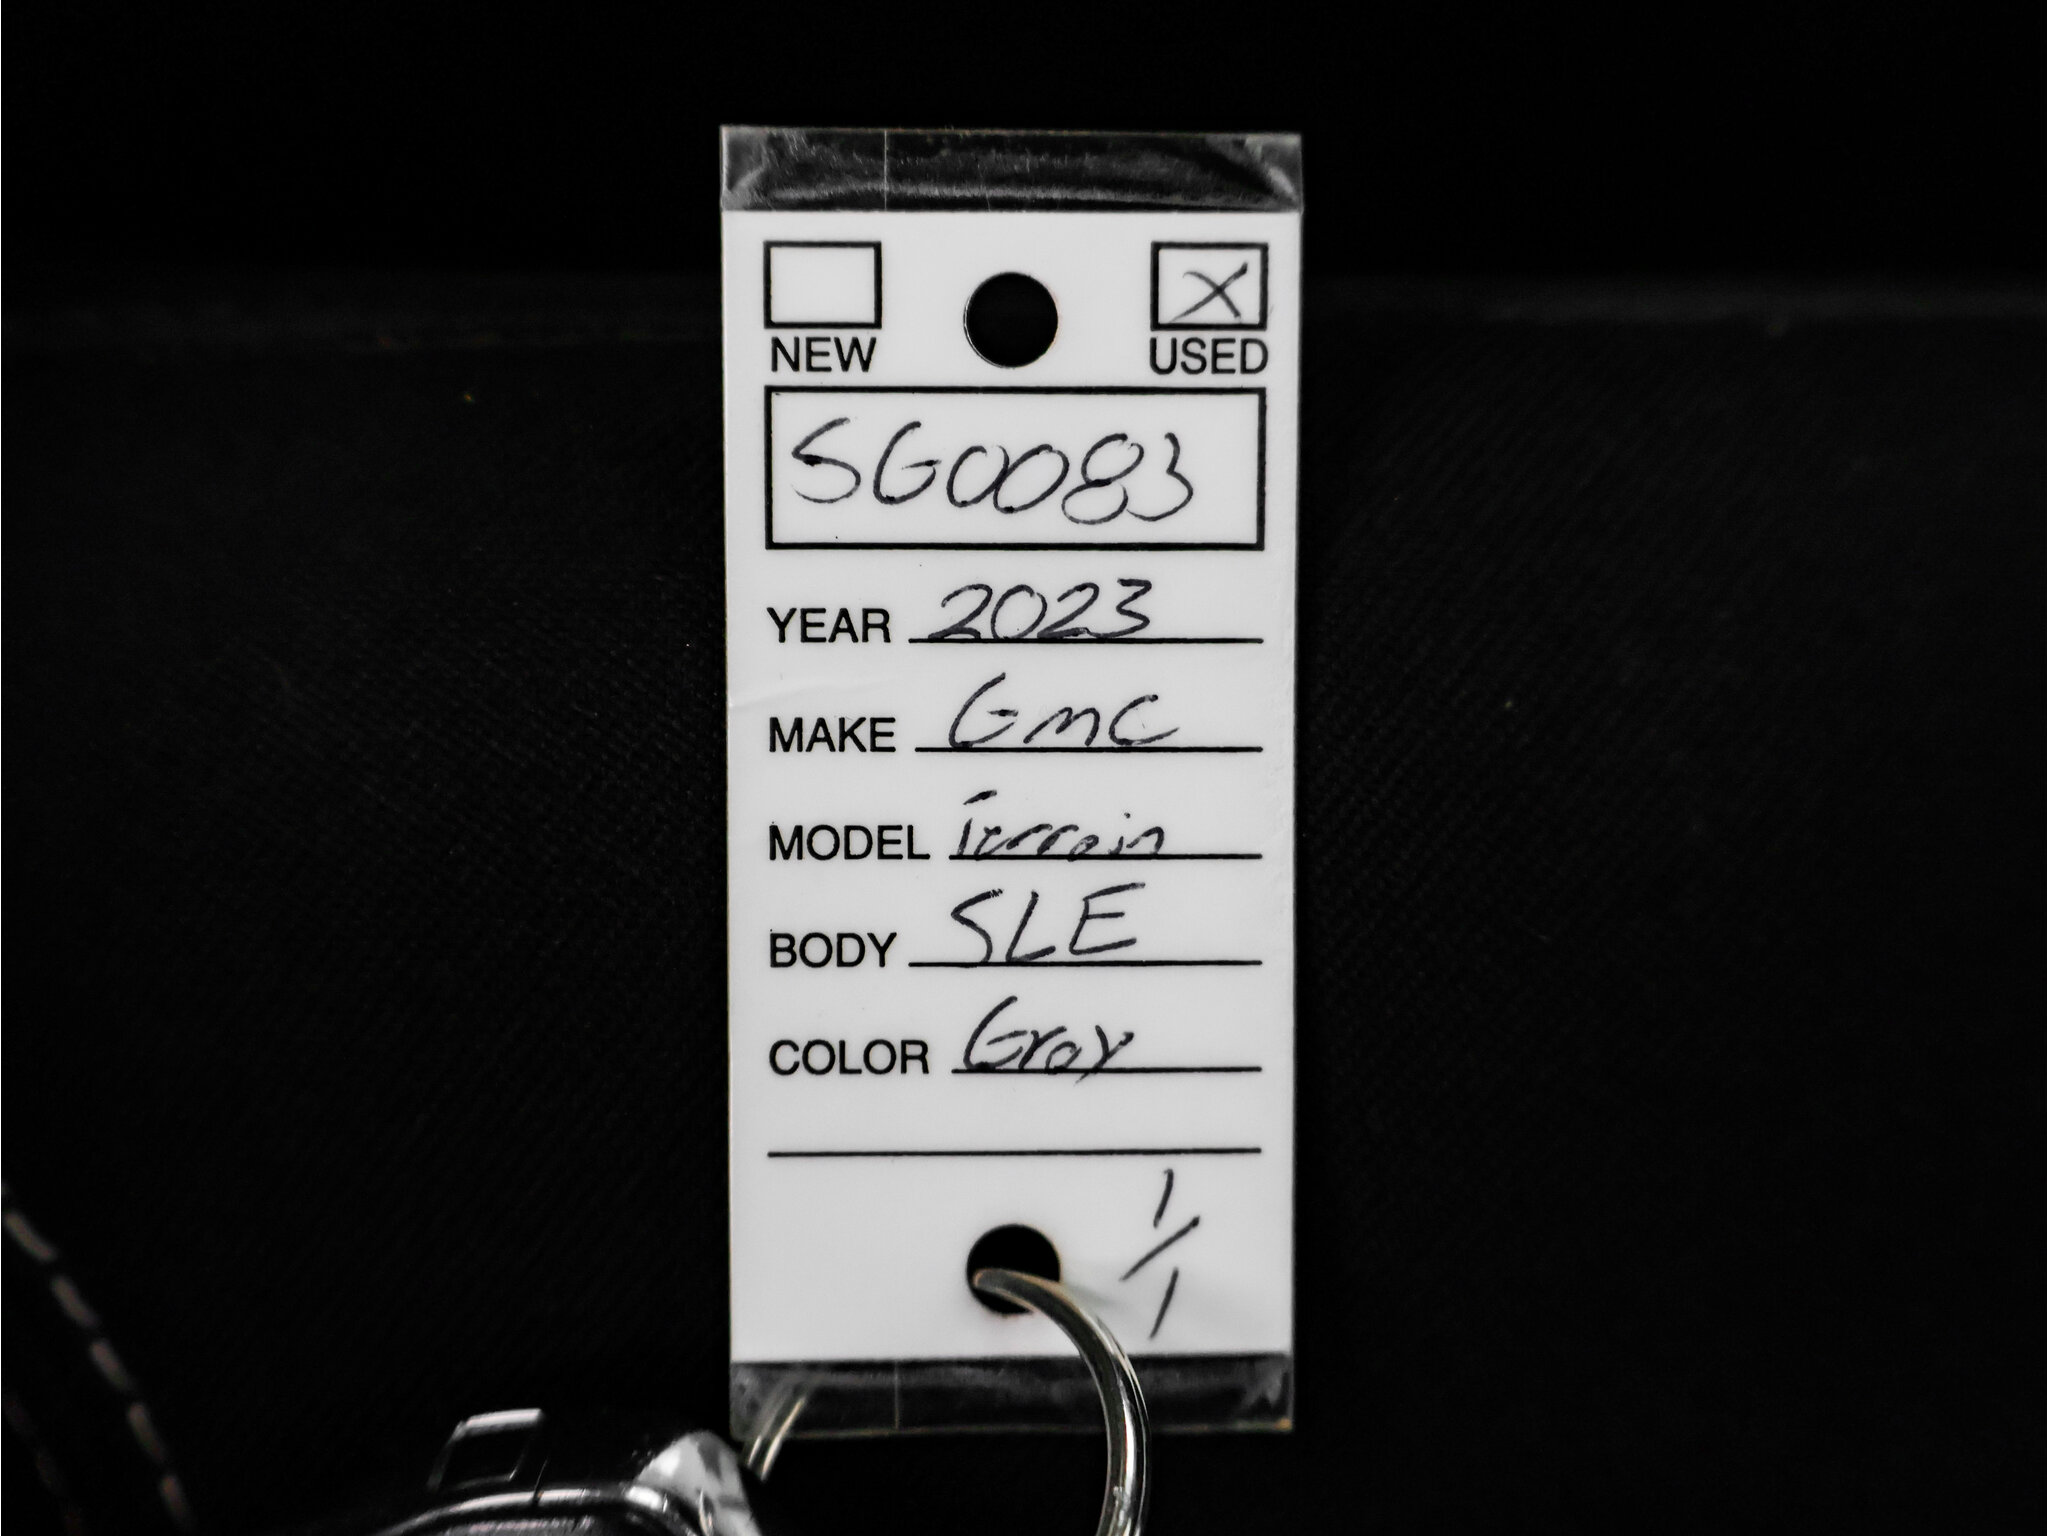 X
NEW USED
SG0083
YEAR 2023
MAKE GMC
MODEL Terrain
BODY SLE
COLOR Gray
1/1